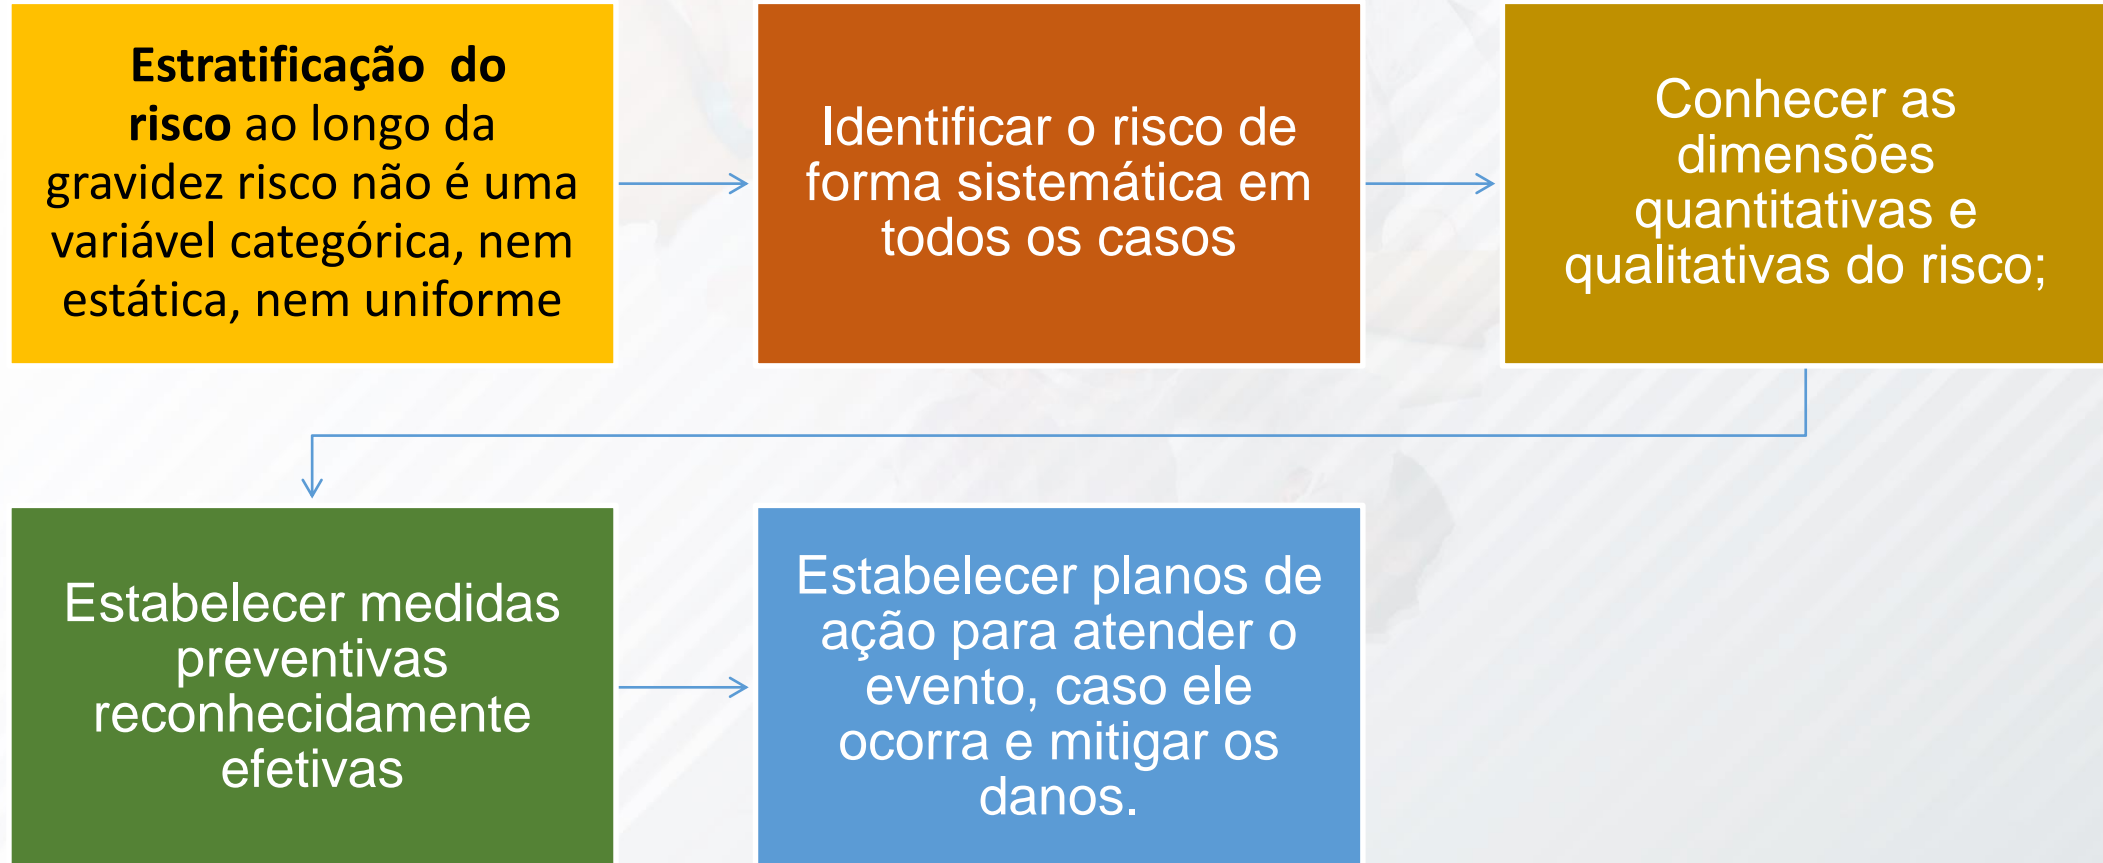 Estratificação do
risco ao longo da
gravidez risco não é uma
variável categórica, nem
estática, nem uniforme
Identificar o risco de
forma sistemática em
todos os casos
Conhecer as
dimensões
quantitativas e
qualitativas do risco;
Estabelecer medidas
preventivas
reconhecidamente
efetivas
Estabelecer planos de
ação para atender o
evento, caso ele
ocorra e mitigar os
danos.